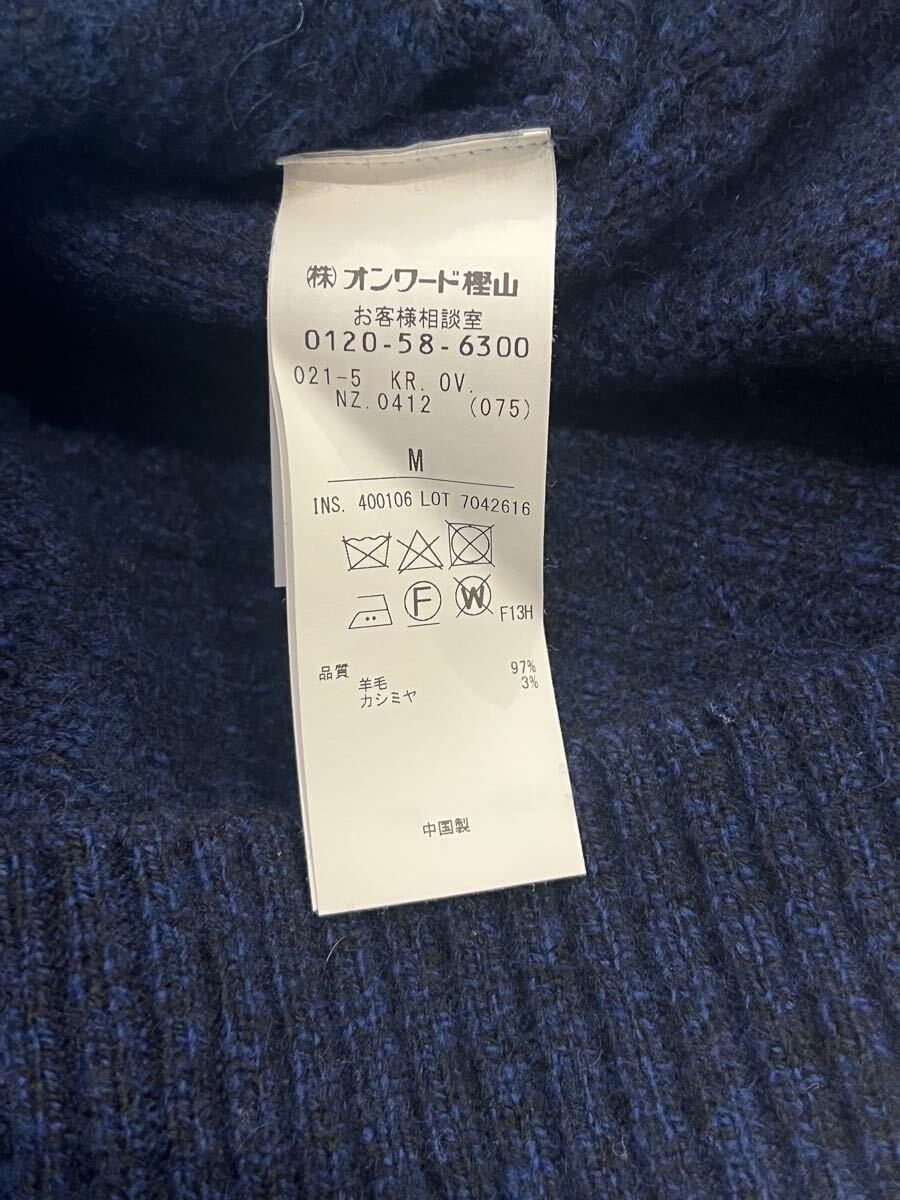 ㈱オンワード樫山
お客様相談室
0120-58-6300
021-5 KR. OV.
NZ. 0412 (075)
M
INS. 400106 LOT 7042616
F W F13H
品質 97%
羊毛 3%
カシミヤ
中国製